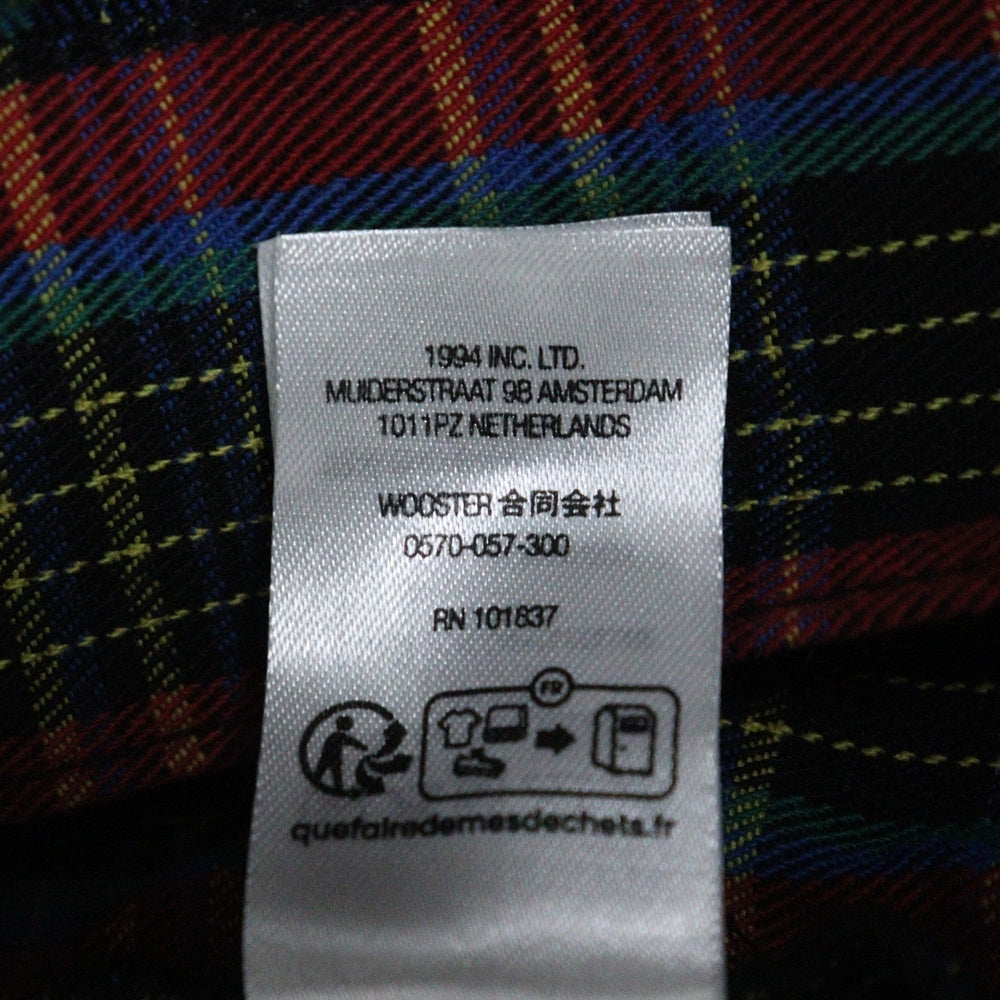 1994 INC. LTD.
MUIDERSTRAAT 9B AMSTERDAM
1011PZ NETHERLANDS
WOOSTER 合同会社
0570-057-300
RN 101837
FR
quefairedemesdechets.fr